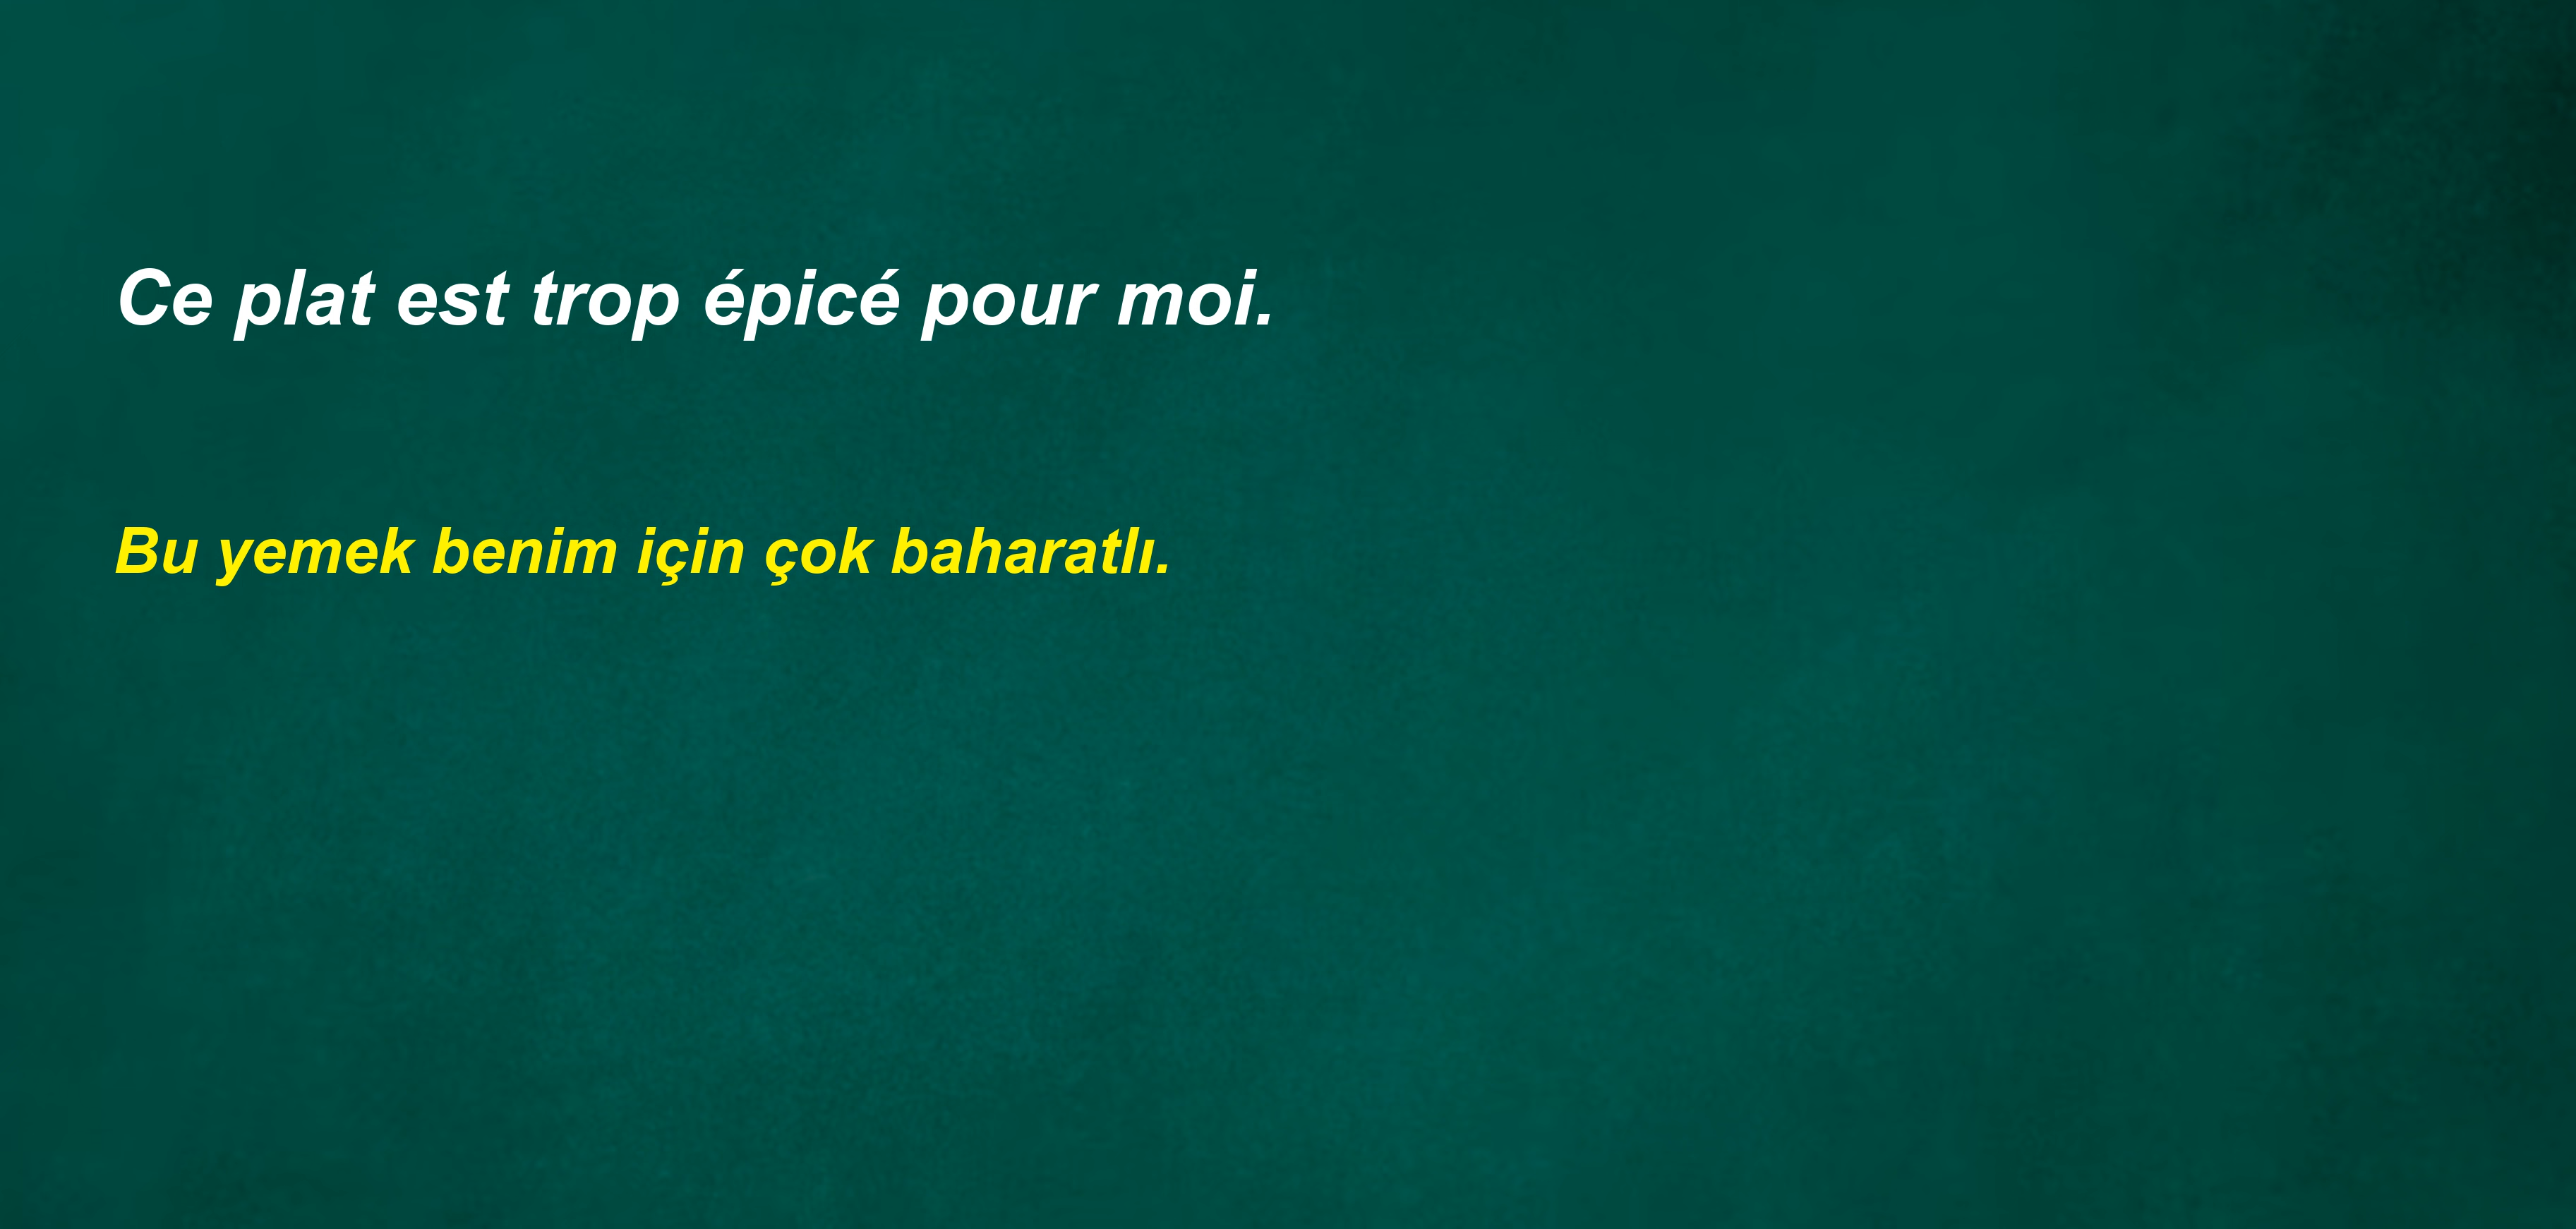 Ce plat est trop épicé pour moi.
Bu yemek benim için çok baharatlı.